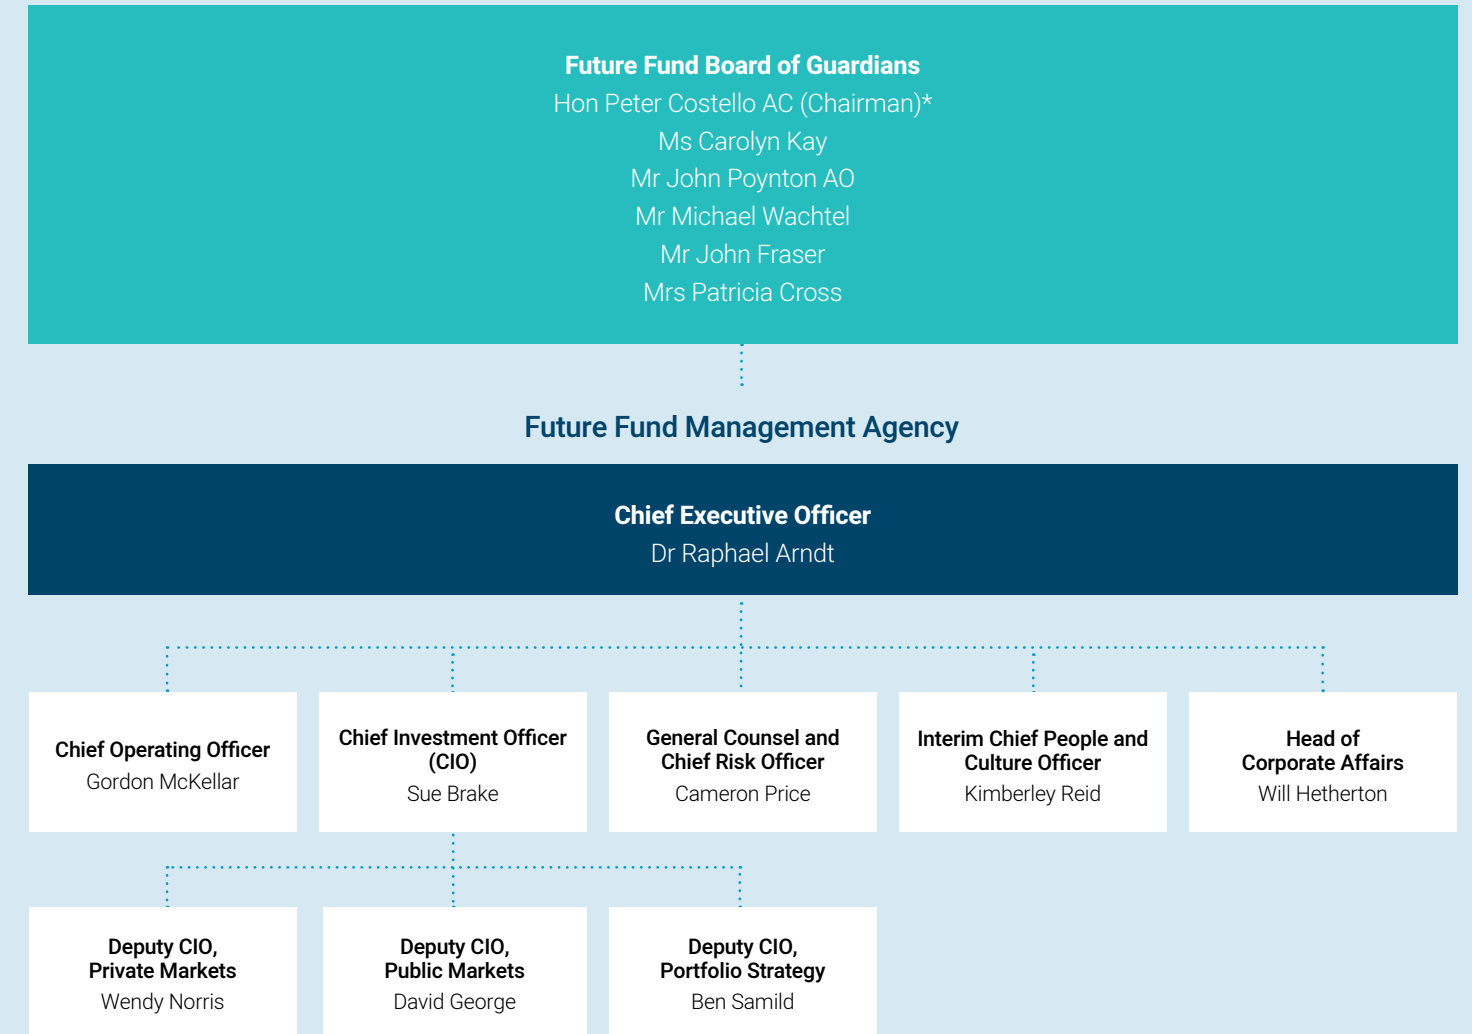 Future Fund Board of Guardians
Hon Peter Costello AC (Chairman)*
Ms Carolyn Kay
Mr John Poynton AO
Mr Michael Wachtel
Mr John Fraser
Mrs Patricia Cross
Future Fund Management Agency
Chief Executive Officer
Dr Raphael Arndt
Chief Operating Officer
Gordon McKellar
Chief Investment Officer
(CIO)
Sue Brake
General Counsel and
Chief Risk Officer
Cameron Price
Interim Chief People and
Culture Officer
Kimberley Reid
Head of
Corporate Affairs
Will Hetherton
Deputy CIO,
Private Markets
Wendy Norris
Deputy CIO,
Public Markets
David George
Deputy CIO,
Portfolio Strategy
Ben Samild